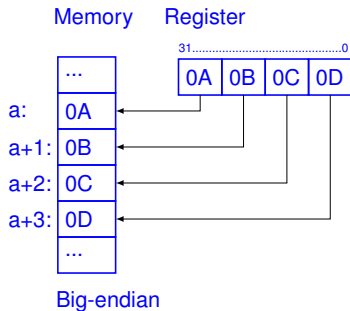 Memory Register
31...............................................0
... 0A 0B 0C 0D
a: 0A
a+1: 0B
a+2: 0C
a+3: 0D
...
Big-endian